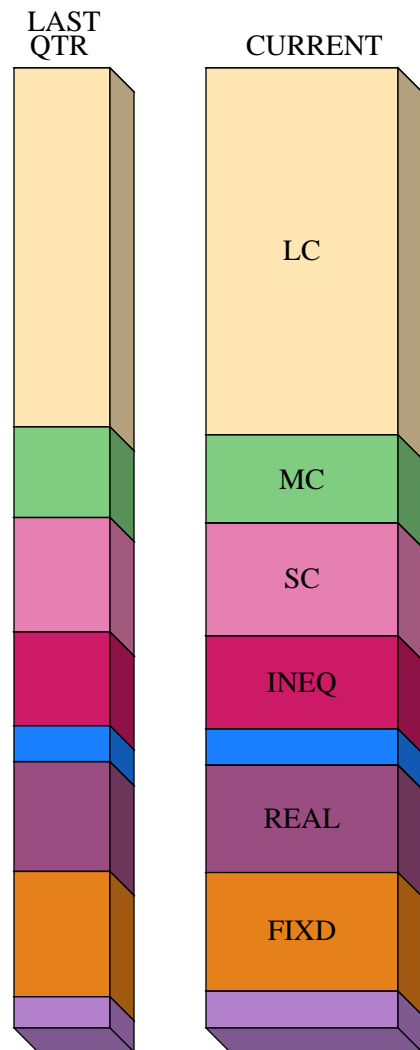 LAST
QTR
CURRENT
LC
MC
SC
INEQ
REAL
FIXD